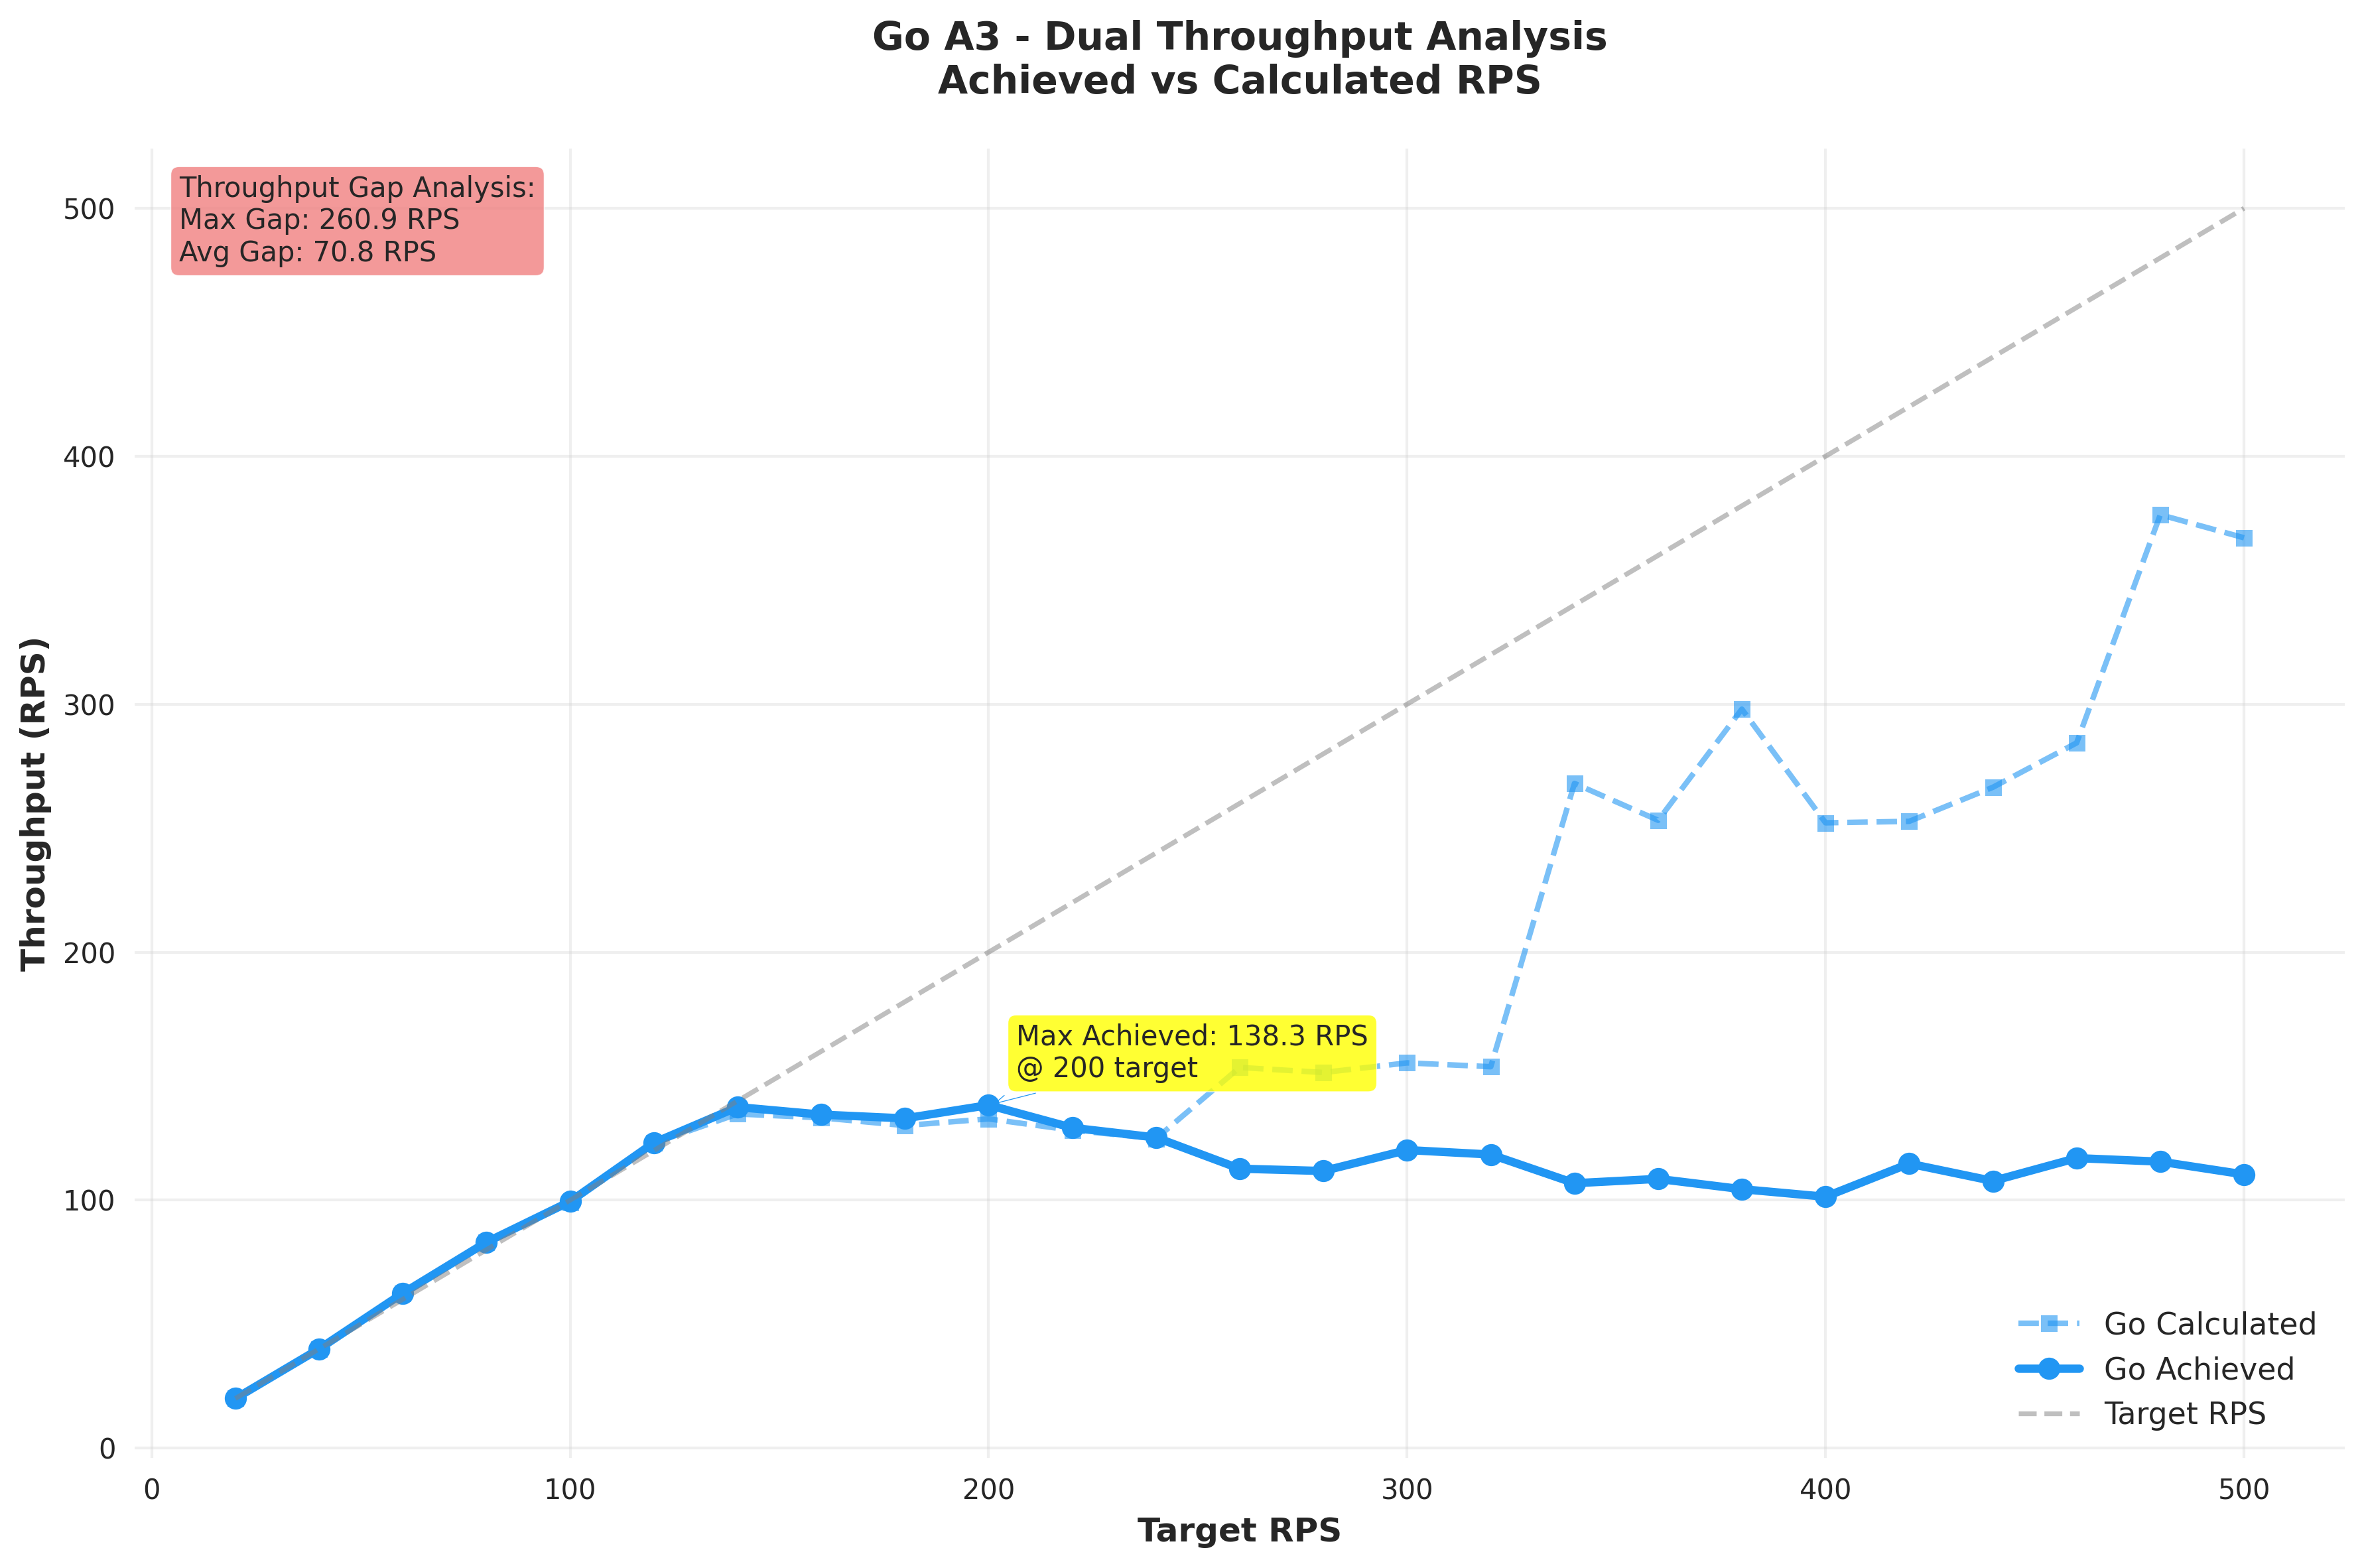 Go A3 - Dual Throughput Analysis
Achieved vs Calculated RPS
Throughput Gap Analysis:
Max Gap: 260.9 RPS
Avg Gap: 70.8 RPS
Throughput (RPS)
500
400
300
200
100
0
Max Achieved: 138.3 RPS
@ 200 target
Go Calculated
Go Achieved
Target RPS
0
100
200
300
400
500
Target RPS